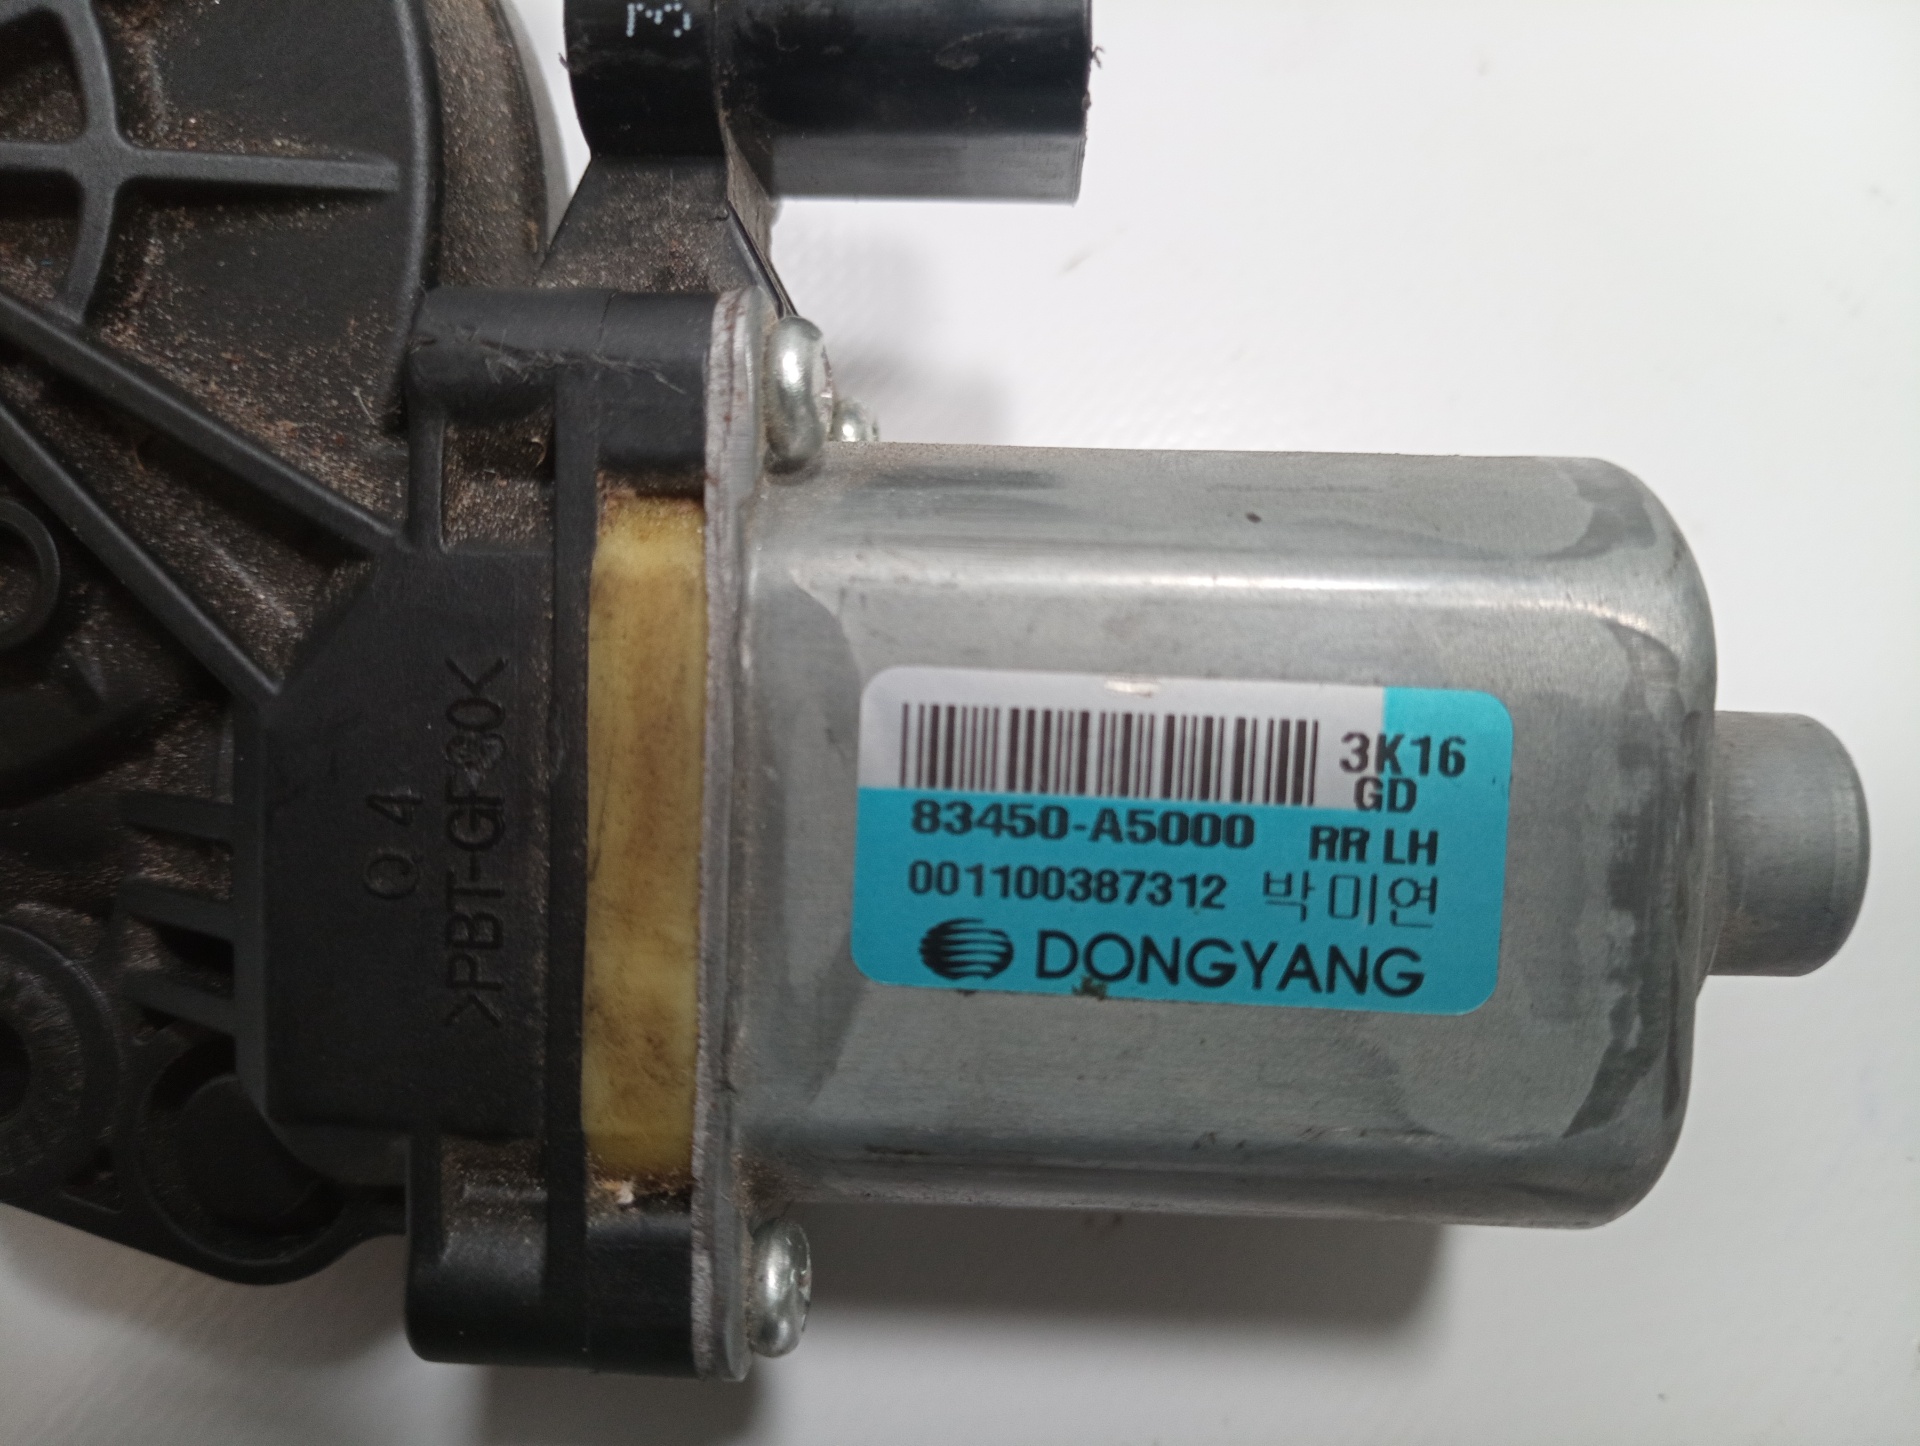 3K16
GD
83450-A5000 RR LH
001100387312 박미연
DONGYANG
Q 4
>PBT-GF30<